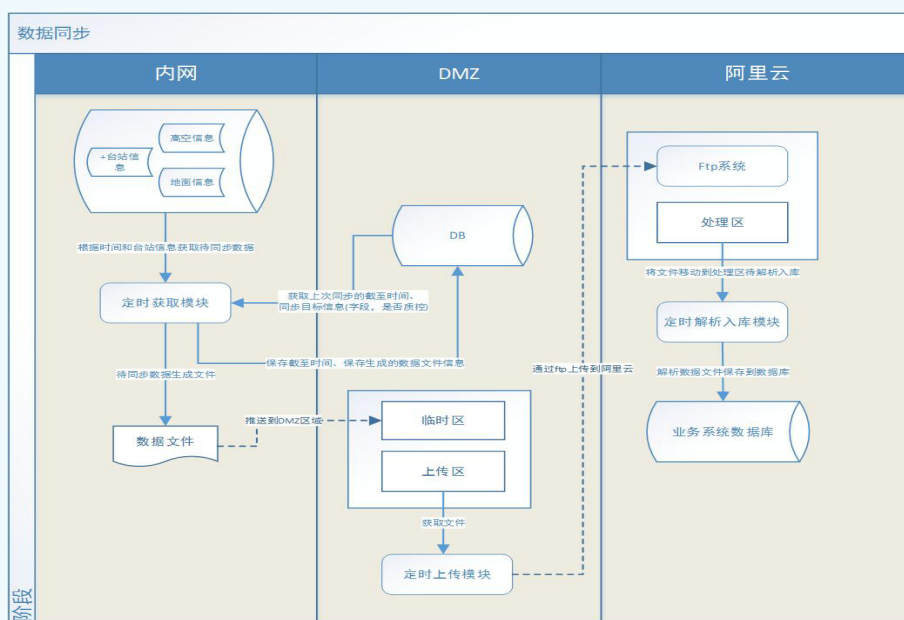 数据同步
内网
DMZ
阿里云
高空信息
+台站信
息
地面信息
根据时间和台站信息获取待同步数据
定时获取模块
待同步数据生成文件
数据文件
DB
获取上次同步的截至时间、
同步目标信息(字段，是否质控)
保存截至时间、保存生成的数据文件信息
推送到DMZ区域
临时区
上传区
获取文件
定时上传模块
通过ftp上传到阿里云
Ftp系统
处理区
将文件移动到处理区待解析入库
定时解析入库模块
解析数据文件保存到数据库
业务系统数据库
阶段